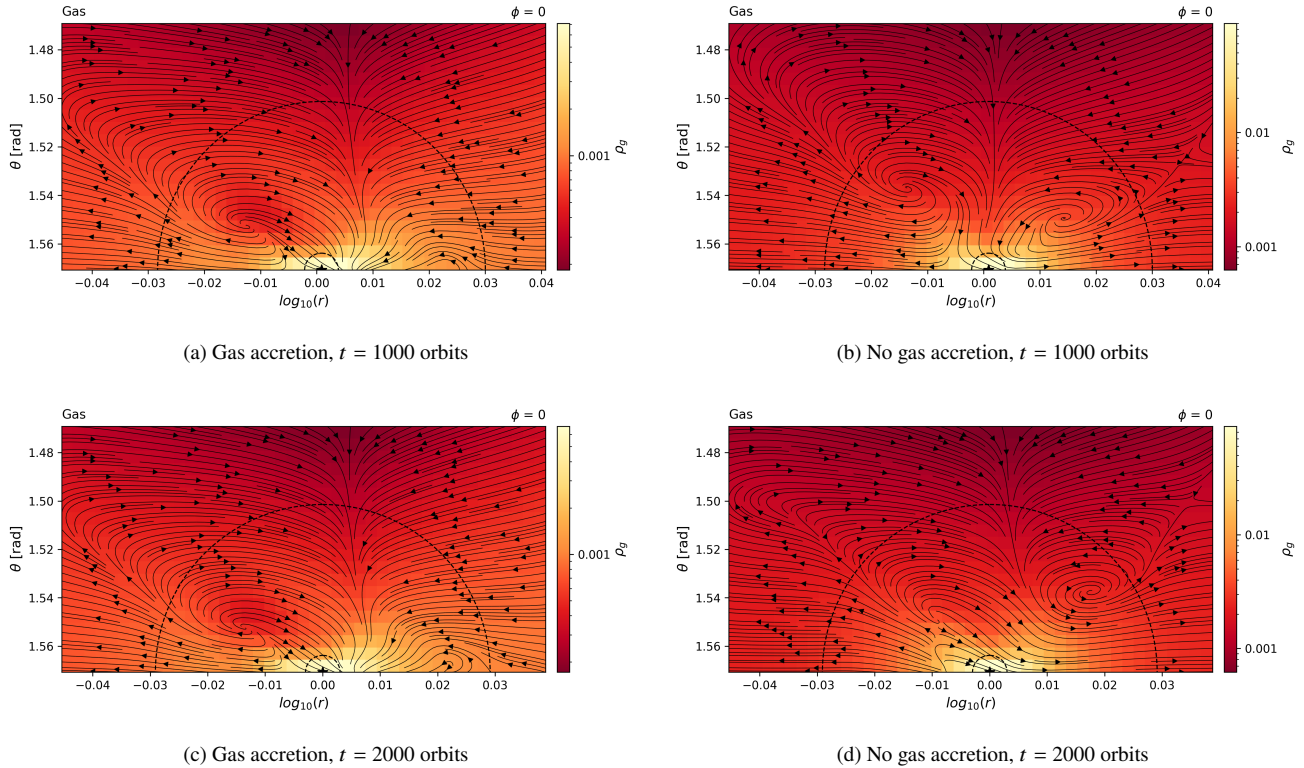 Gas φ = 0
θ [rad]
1.48
1.50
1.52
1.54
1.56
−0.04 −0.03 −0.02 −0.01 0.00 0.01 0.02 0.03 0.04
log₁₀(r)
0.001
ρg
(a) Gas accretion, t = 1000 orbits
Gas φ = 0
θ [rad]
1.48
1.50
1.52
1.54
1.56
−0.04 −0.03 −0.02 −0.01 0.00 0.01 0.02 0.03 0.04
log₁₀(r)
0.01
0.001
ρg
(b) No gas accretion, t = 1000 orbits
Gas φ = 0
θ [rad]
1.48
1.50
1.52
1.54
1.56
−0.04 −0.03 −0.02 −0.01 0.00 0.01 0.02 0.03
log₁₀(r)
0.001
ρg
(c) Gas accretion, t = 2000 orbits
Gas φ = 0
θ [rad]
1.48
1.50
1.52
1.54
1.56
−0.04 −0.03 −0.02 −0.01 0.00 0.01 0.02 0.03
log₁₀(r)
0.01
0.001
ρg
(d) No gas accretion, t = 2000 orbits